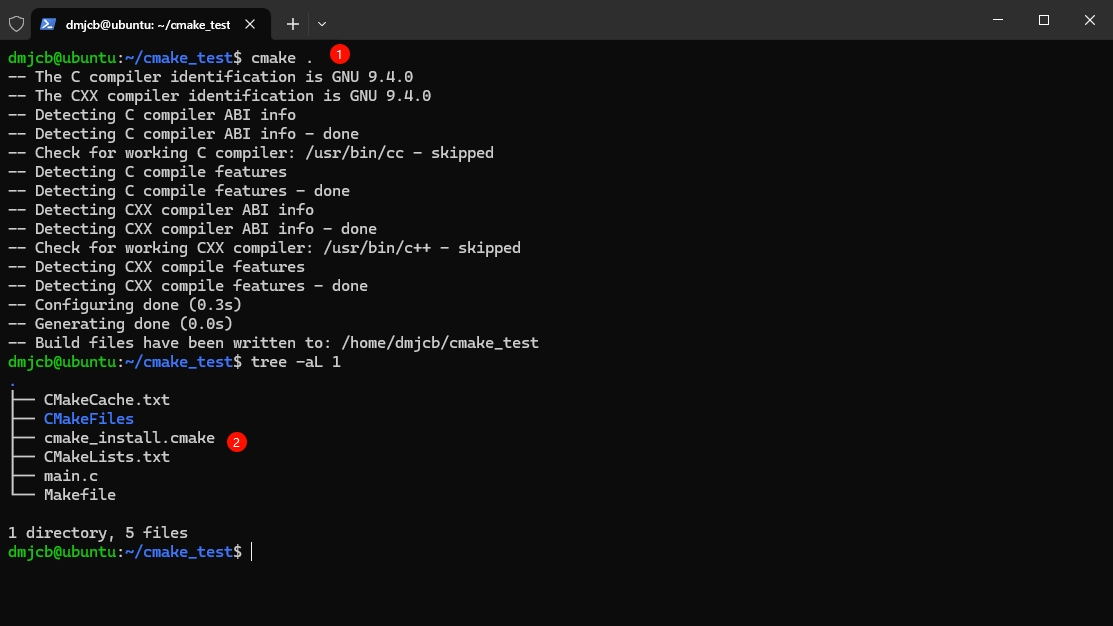 dmjcb@ubuntu: ~/cmake_test
dmjcb@ubuntu:~/cmake_test$ cmake . 1
-- The C compiler identification is GNU 9.4.0
-- The CXX compiler identification is GNU 9.4.0
-- Detecting C compiler ABI info
-- Detecting C compiler ABI info - done
-- Check for working C compiler: /usr/bin/cc - skipped
-- Detecting C compile features
-- Detecting C compile features - done
-- Detecting CXX compiler ABI info
-- Detecting CXX compiler ABI info - done
-- Check for working CXX compiler: /usr/bin/c++ - skipped
-- Detecting CXX compile features
-- Detecting CXX compile features - done
-- Configuring done (0.3s)
-- Generating done (0.0s)
-- Build files have been written to: /home/dmjcb/cmake_test
dmjcb@ubuntu:~/cmake_test$ tree -aL 1
.
├── CMakeCache.txt
├── CMakeFiles
├── cmake_install.cmake 2
├── CMakeLists.txt
├── main.c
└── Makefile
1 directory, 5 files
dmjcb@ubuntu:~/cmake_test$